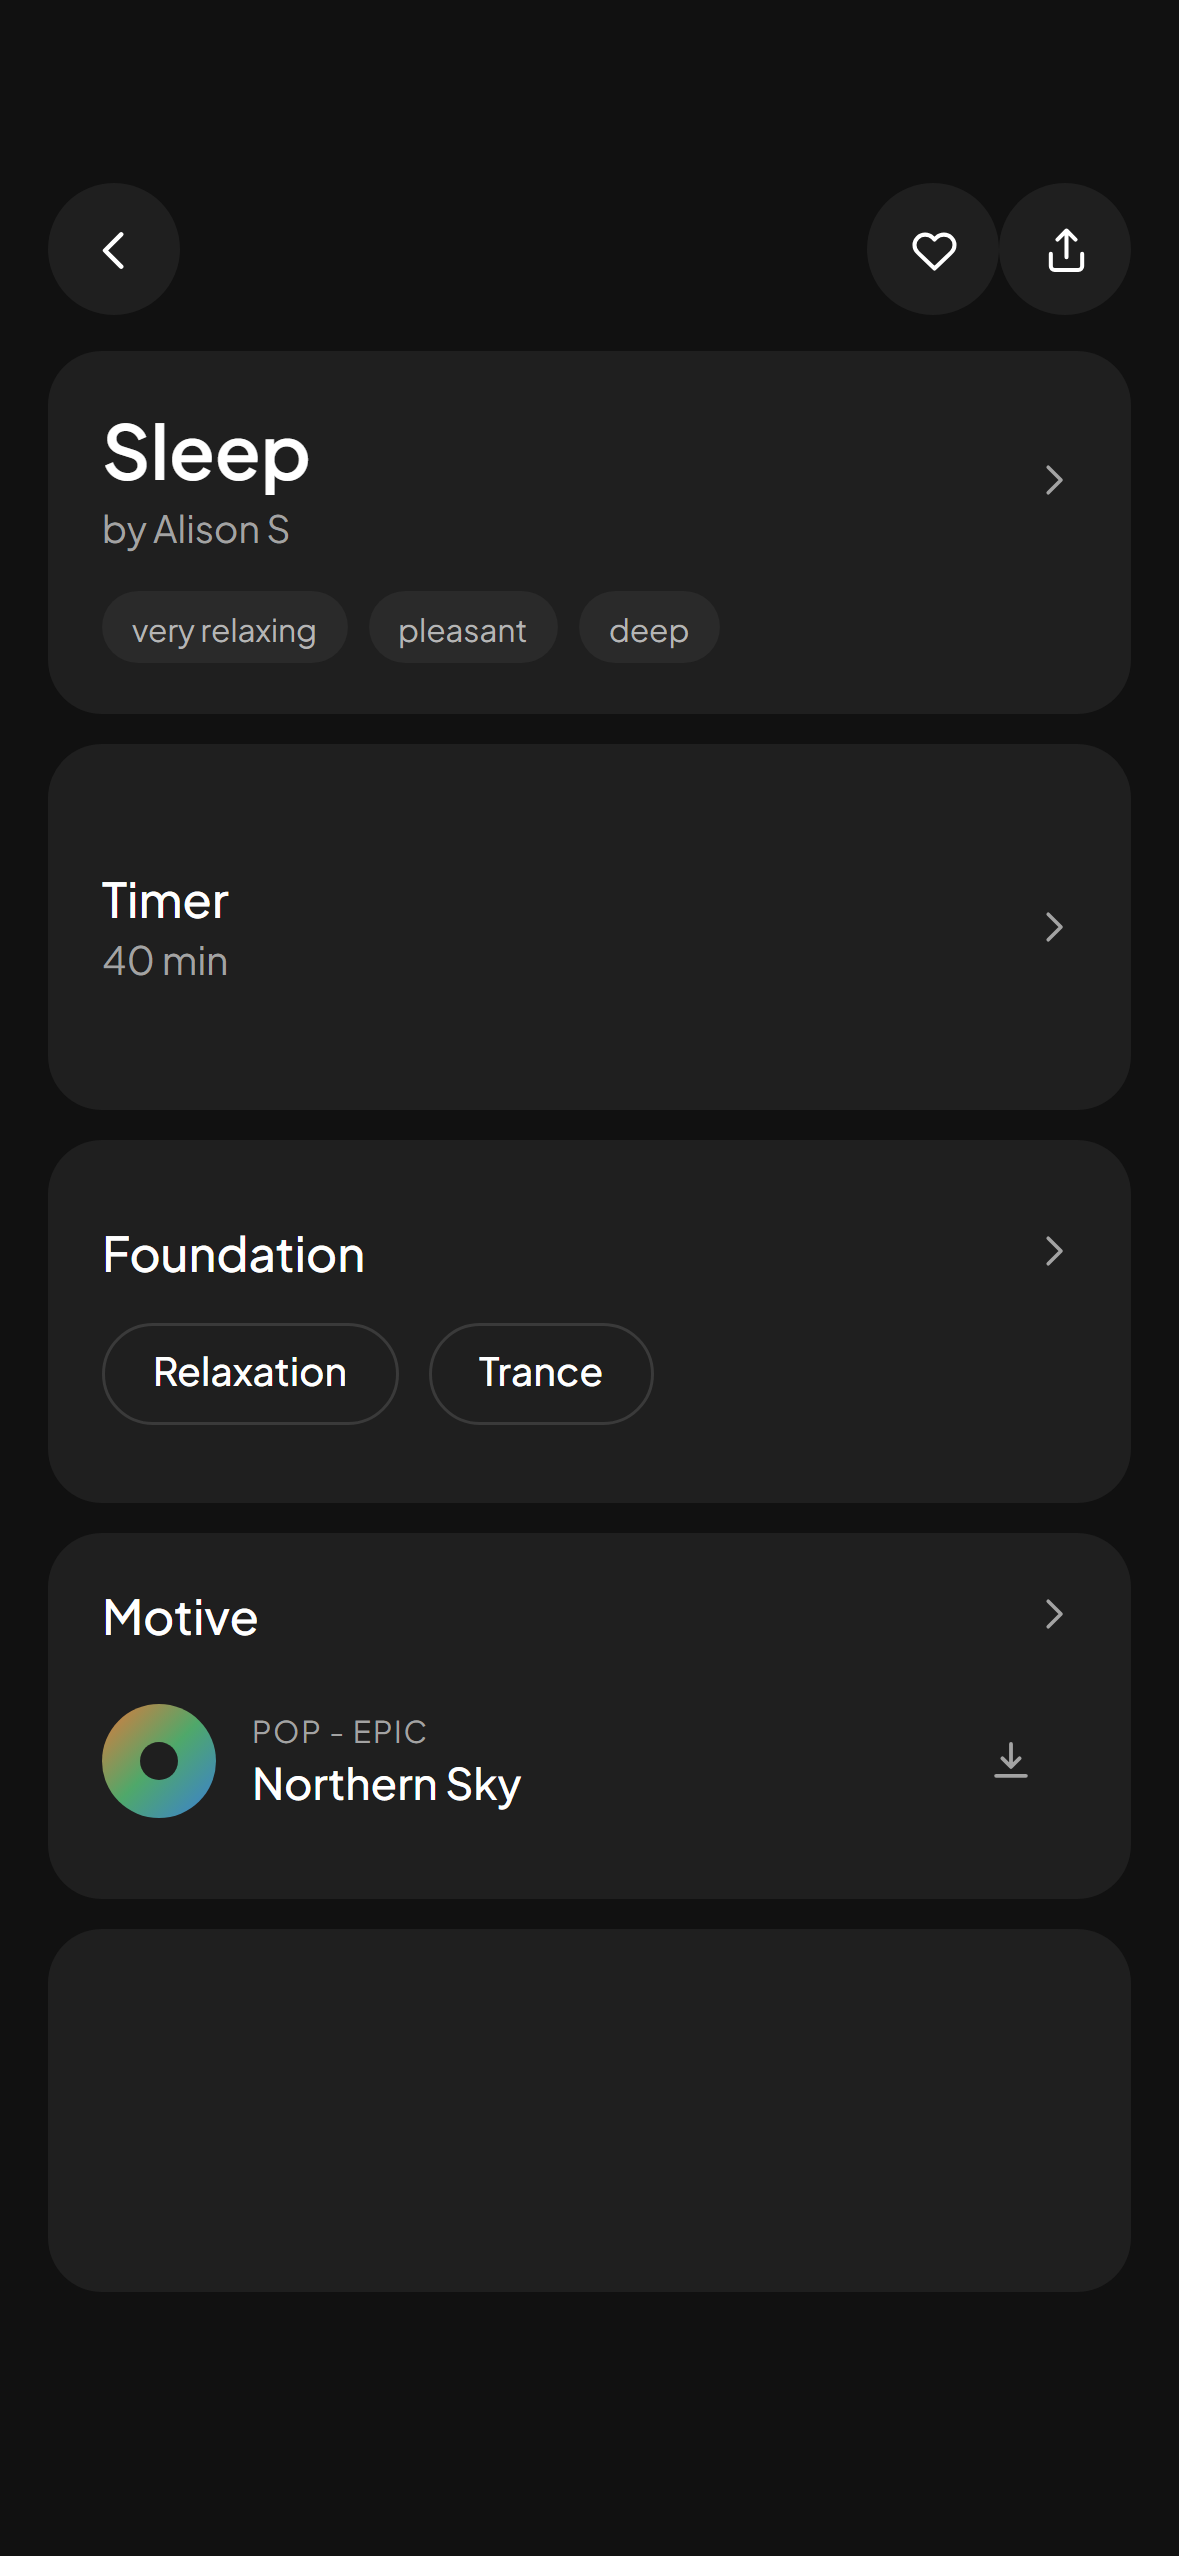 Sleep
by Alison S
very relaxing
pleasant
deep
Timer
40 min
Foundation
Relaxation
Trance
Motive
POP - EPIC
Northern Sky